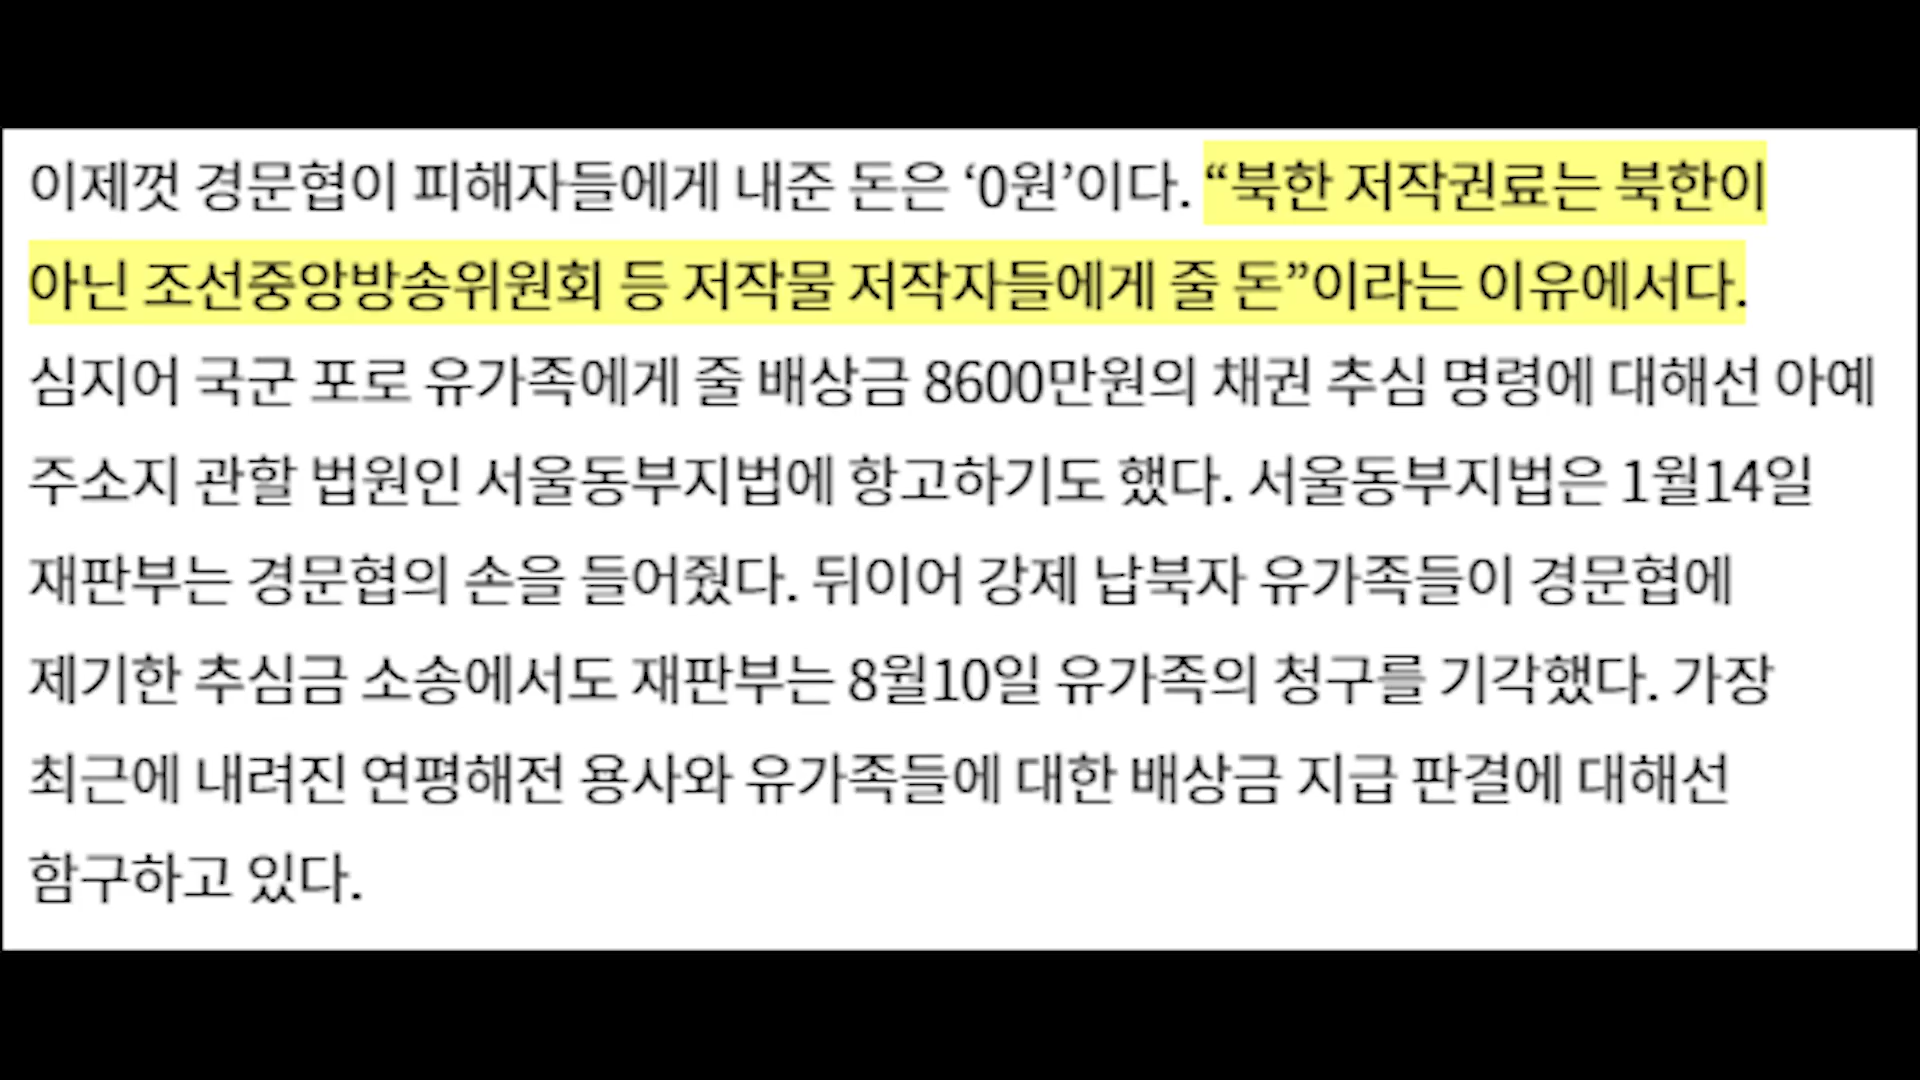 이제껏 경문협이 피해자들에게 내준 돈은 ‘0원’이다. “북한 저작권료는 북한이
아닌 조선중앙방송위원회 등 저작물 저작자들에게 줄 돈”이라는 이유에서다.
심지어 국군 포로 유가족에게 줄 배상금 8600만원의 채권 추심 명령에 대해선 아예
주소지 관할 법원인 서울동부지법에 항고하기도 했다. 서울동부지법은 1월14일
재판부는 경문협의 손을 들어줬다. 뒤이어 강제 납북자 유가족들이 경문협에
제기한 추심금 소송에서도 재판부는 8월10일 유가족의 청구를 기각했다. 가장
최근에 내려진 연평해전 용사와 유가족들에 대한 배상금 지급 판결에 대해선
함구하고 있다.